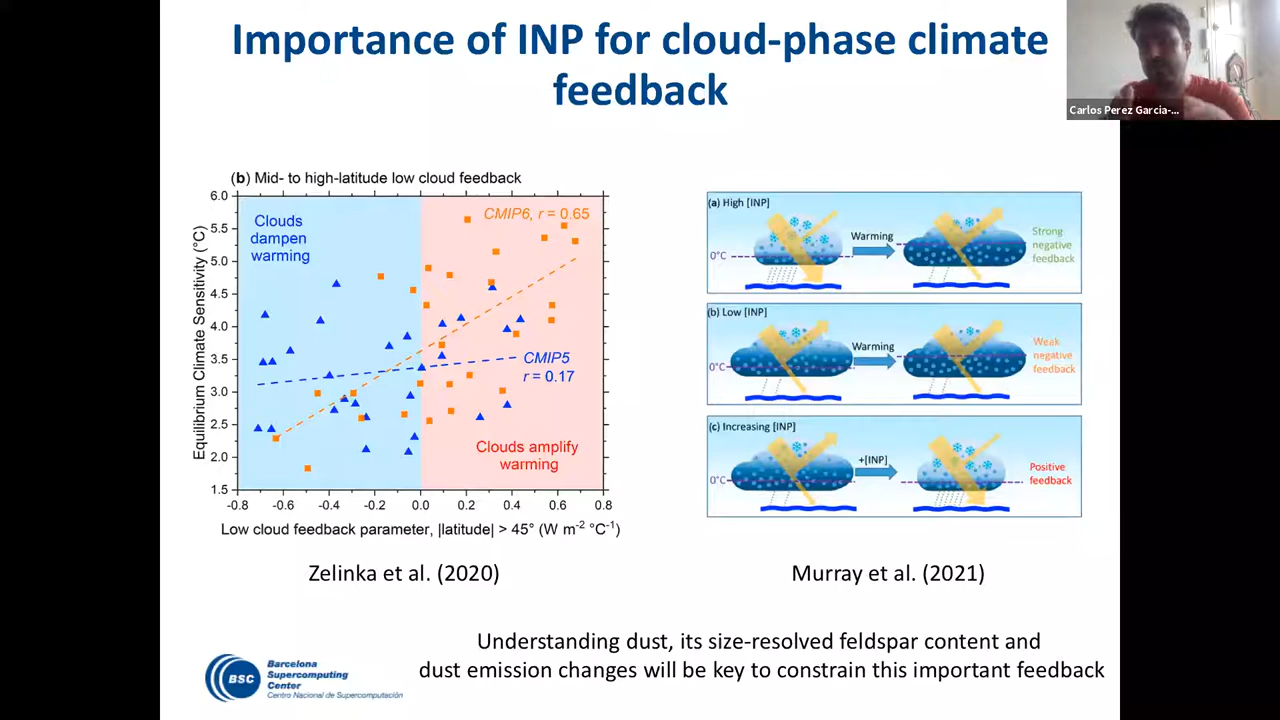 Importance of INP for cloud-phase climate
feedback
Carlos Perez Garcia-...
(b) Mid- to high-latitude low cloud feedback
6.0
5.5
5.0
4.5
4.0
3.5
3.0
2.5
2.0
1.5
Equilibrium Climate Sensitivity (°C)
Clouds
dampen
warming
CMIP6, r = 0.65
CMIP5
r = 0.17
Clouds amplify
warming
-0.8 -0.6 -0.4 -0.2 0.0 0.2 0.4 0.6 0.8
Low cloud feedback parameter, |latitude| > 45° (W m⁻² °C⁻¹)
Zelinka et al. (2020)
(a) High [INP]
0°C
Warming
Strong
negative
feedback
(b) Low [INP]
0°C
Warming
Weak
negative
feedback
(c) Increasing [INP]
0°C
+[INP]
Positive
feedback
Murray et al. (2021)
Understanding dust, its size-resolved feldspar content and
dust emission changes will be key to constrain this important feedback
BSC
Barcelona
Supercomputing
Center
Centro Nacional de Supercomputación